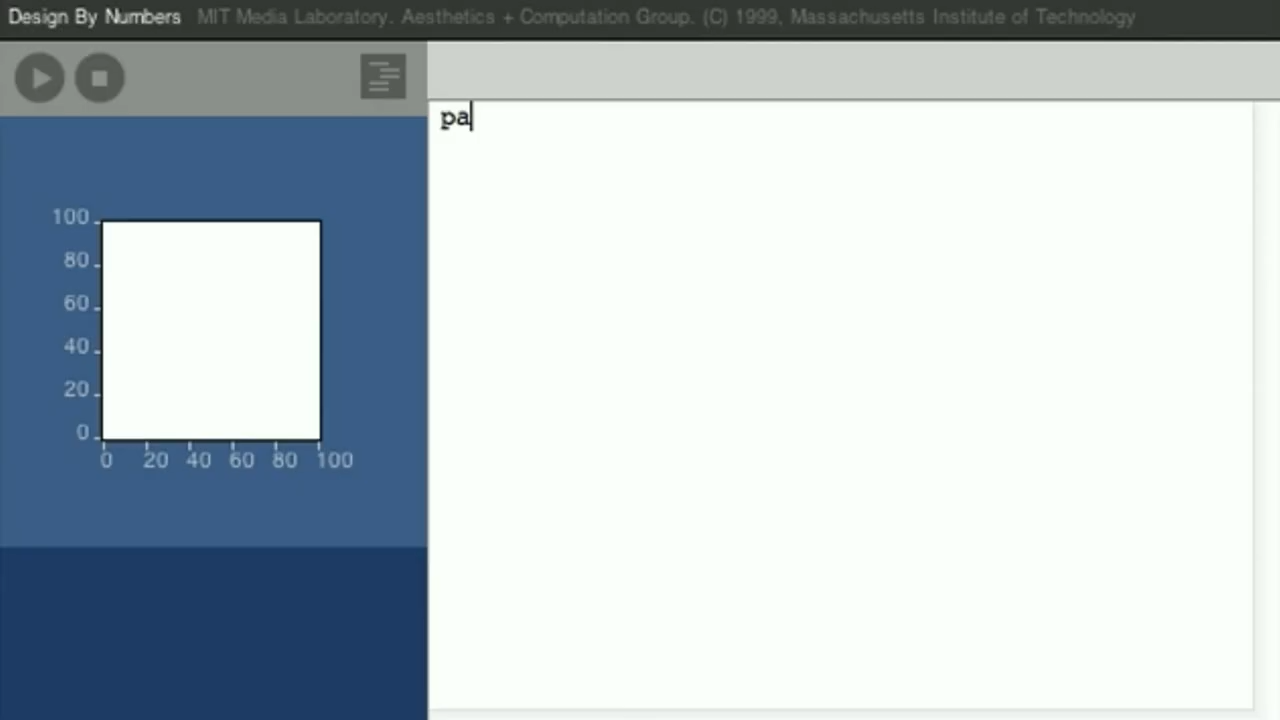 Design By Numbers MIT Media Laboratory. Aesthetics + Computation Group. (C) 1999, Massachusetts Institute of Technology
pa
100
80
60
40
20
0
0 20 40 60 80 100